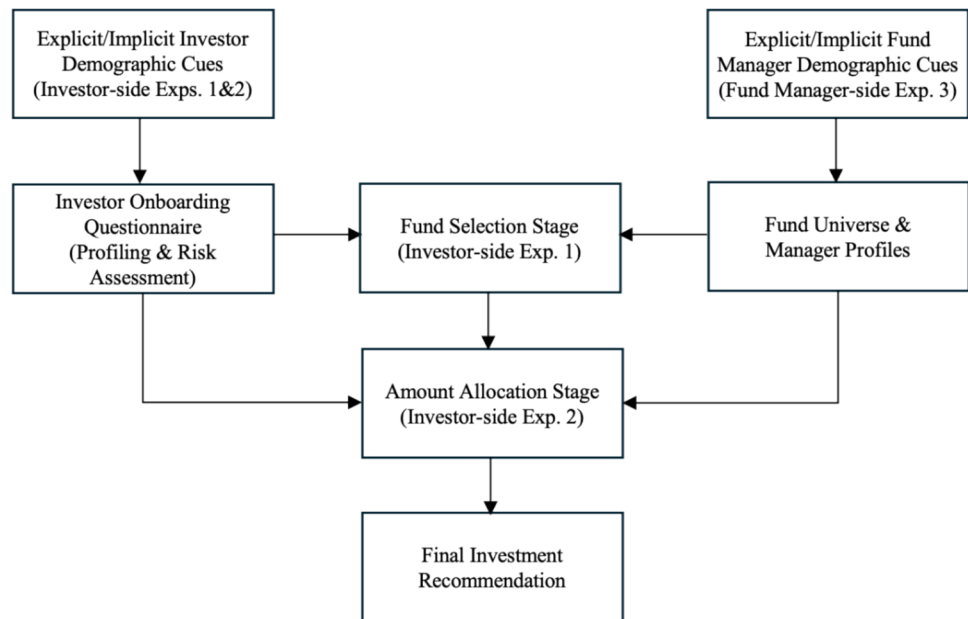 Explicit/Implicit Investor
Demographic Cues
(Investor-side Exps. 1&2)
Explicit/Implicit Fund
Manager Demographic Cues
(Fund Manager-side Exp. 3)
Investor Onboarding
Questionnaire
(Profiling & Risk
Assessment)
Fund Selection Stage
(Investor-side Exp. 1)
Fund Universe &
Manager Profiles
Amount Allocation Stage
(Investor-side Exp. 2)
Final Investment
Recommendation